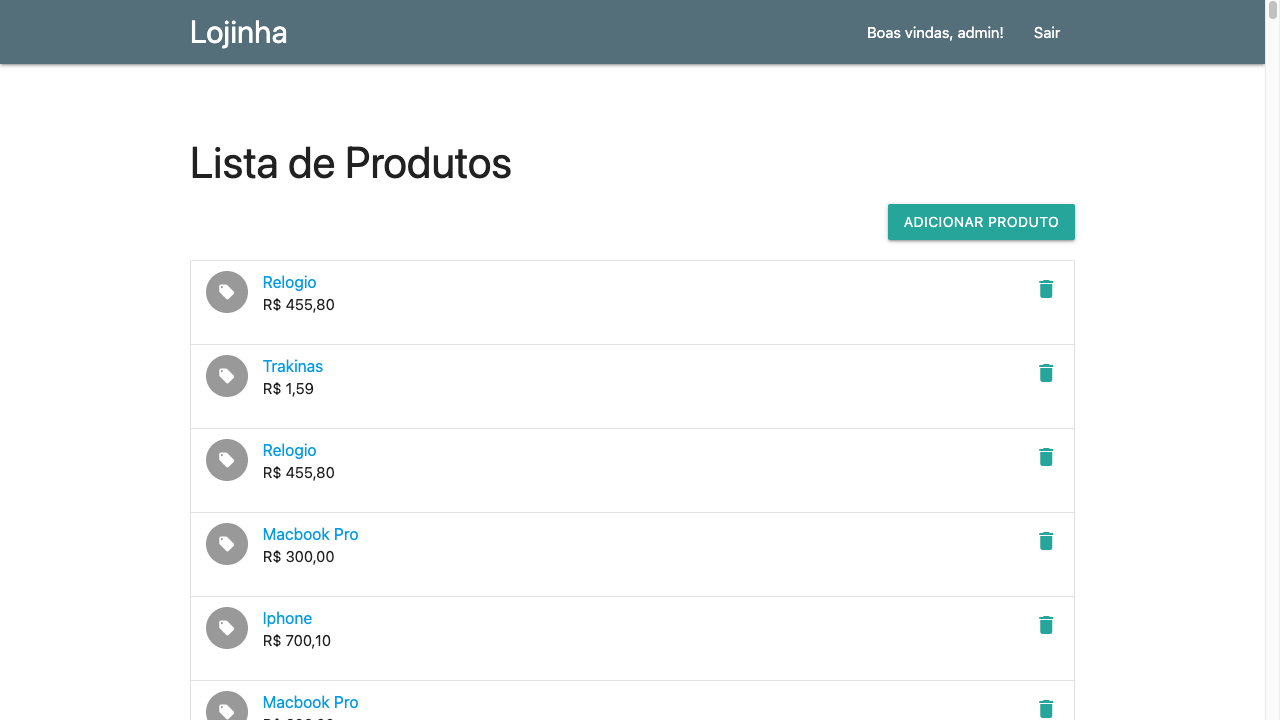 Lojinha
Boas vindas, admin!
Sair
Lista de Produtos
ADICIONAR PRODUTO
Relogio
R$ 455,80
Trakinas
R$ 1,59
Relogio
R$ 455,80
Macbook Pro
R$ 300,00
Iphone
R$ 700,10
Macbook Pro